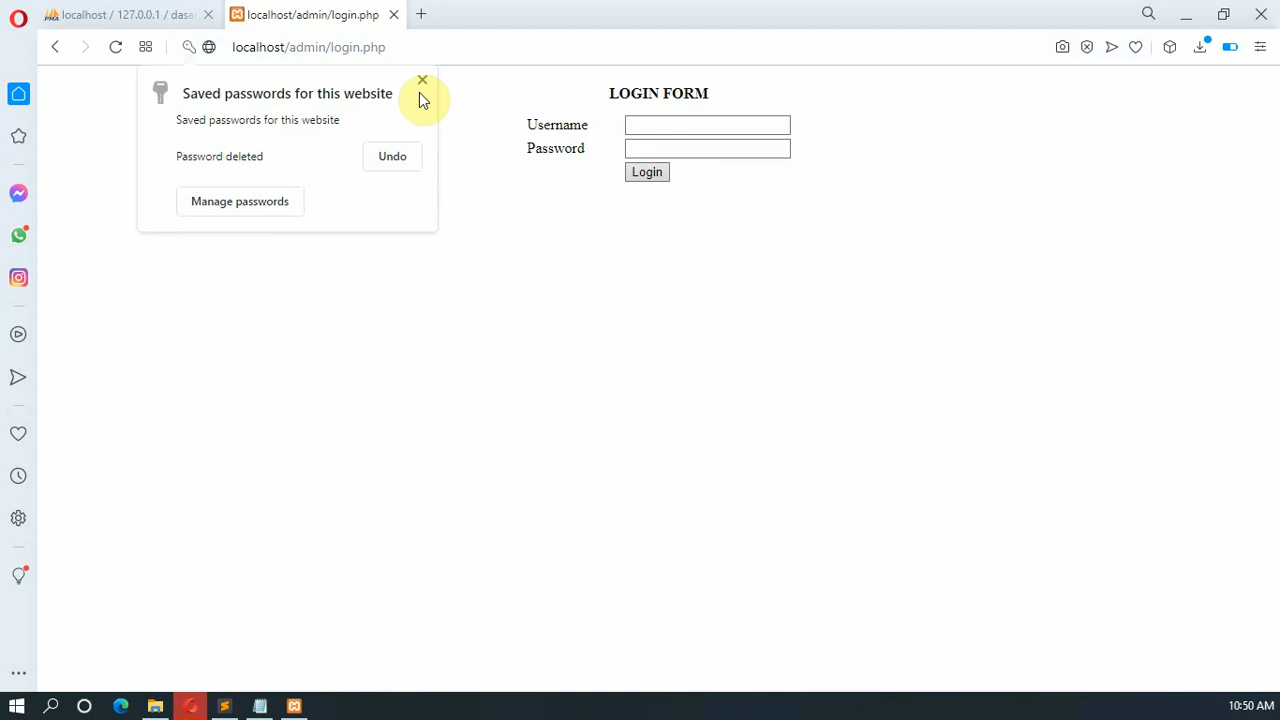 localhost / 127.0.0.1 / dasa
localhost/admin/login.php
localhost/admin/login.php
Saved passwords for this website
Saved passwords for this website
Password deleted
Undo
Manage passwords
LOGIN FORM
Username
Password
Login
10:50 AM